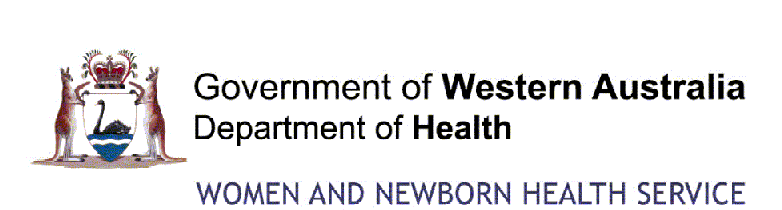 Government of Western Australia
Department of Health
WOMEN AND NEWBORN HEALTH SERVICE